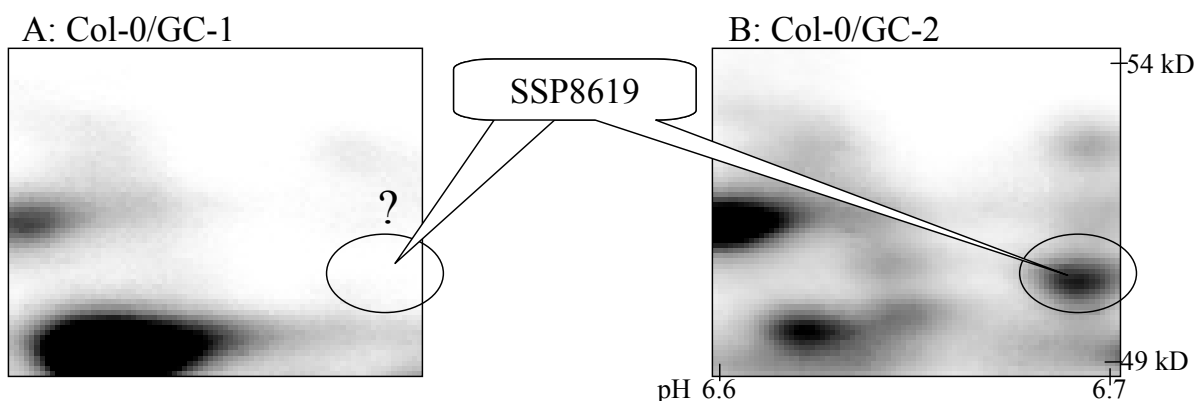 A: Col-0/GC-1
B: Col-0/GC-2
54 kD
SSP8619
?
49 kD
pH 6.6 6.7